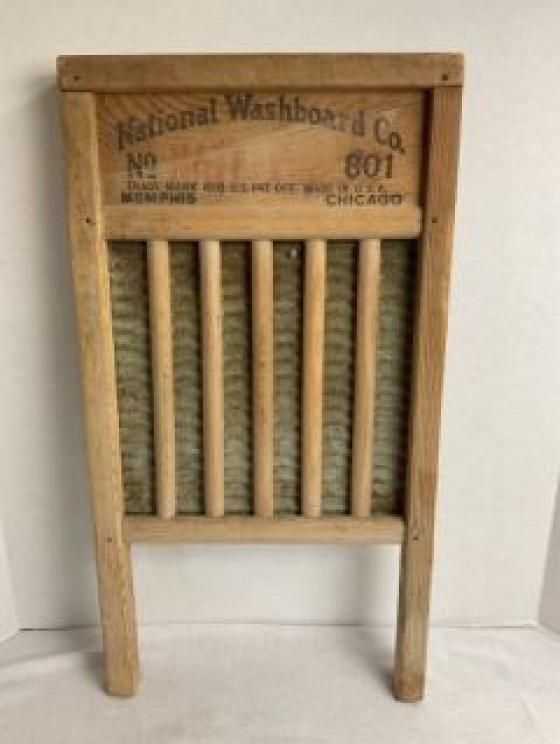 National Washboard Co.
No 801
TRADE MARK REG. U.S. PAT. OFF. MADE IN U.S.A.
MEMPHIS CHICAGO